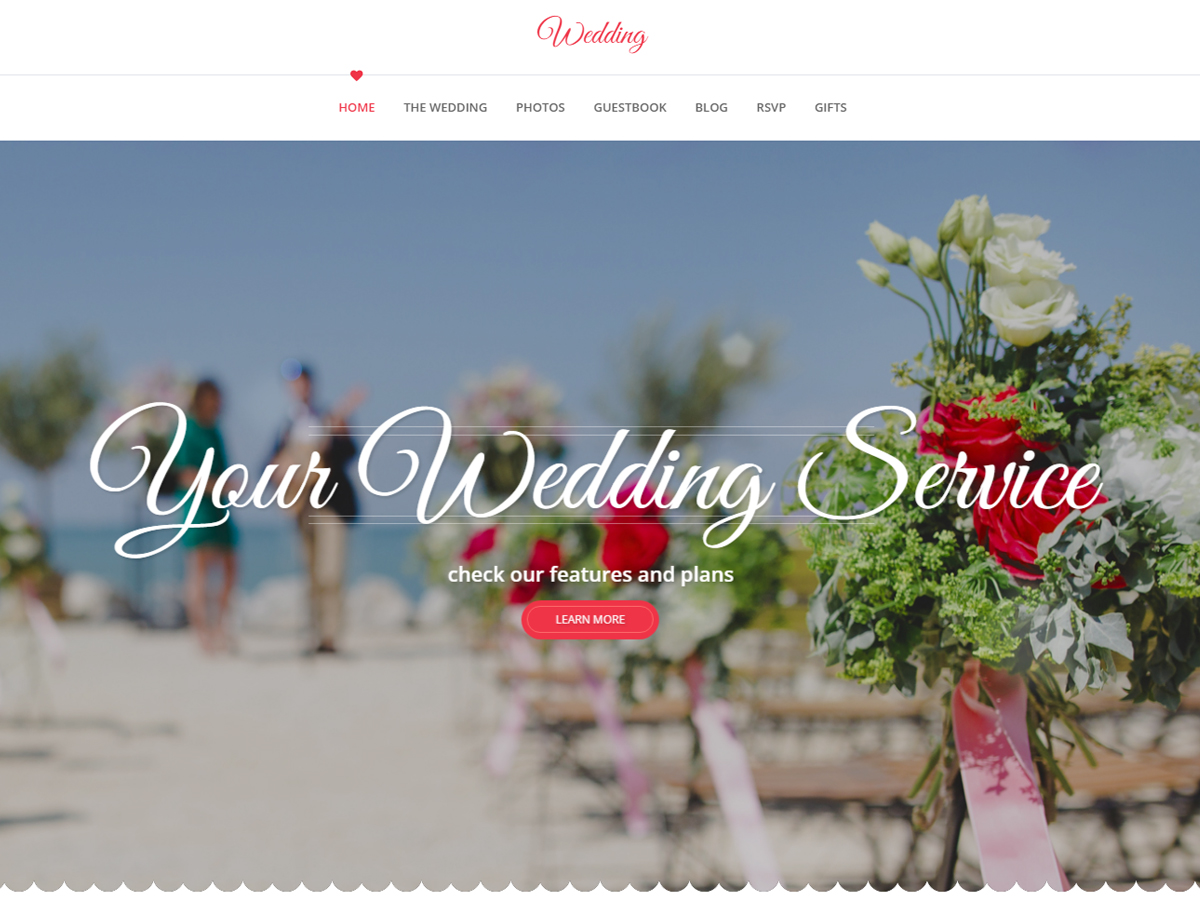 Wedding
HOME THE WEDDING PHOTOS GUESTBOOK BLOG RSVP GIFTS
Your Wedding Service
check our features and plans
LEARN MORE